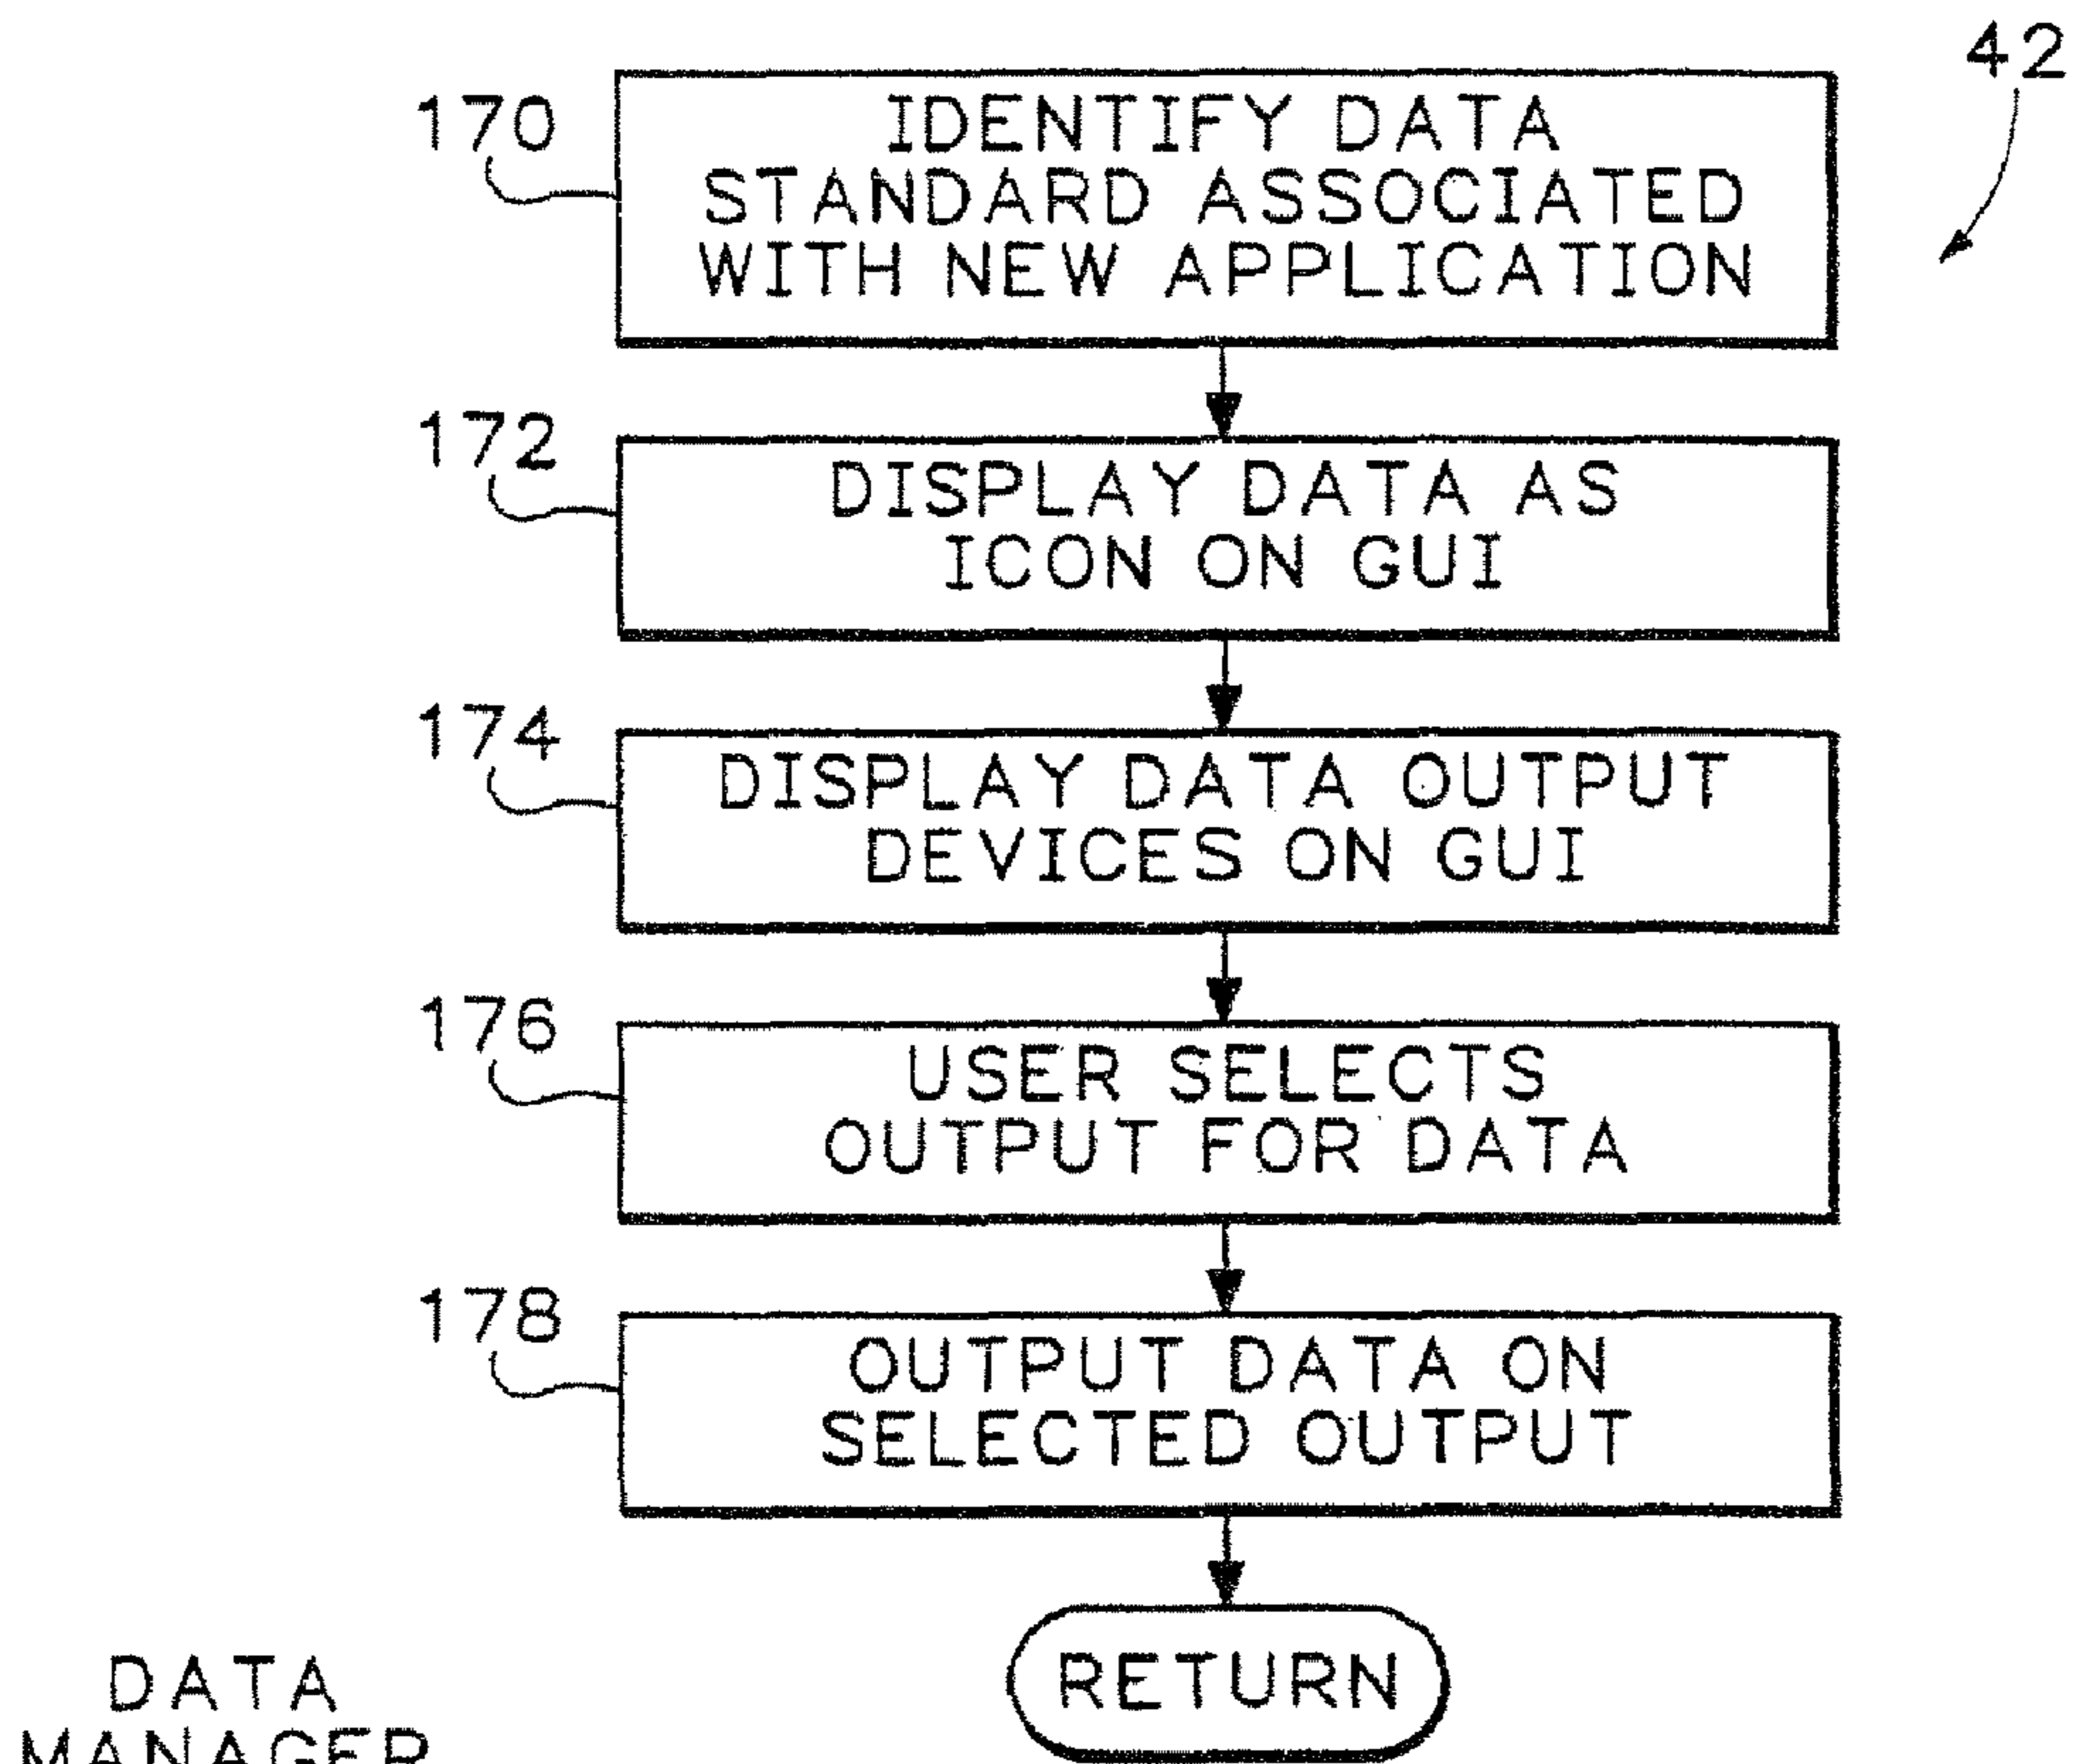 42
170
IDENTIFY DATA
STANDARD ASSOCIATED
WITH NEW APPLICATION
172
DISPLAY DATA AS
ICON ON GUI
174
DISPLAY DATA OUTPUT
DEVICES ON GUI
176
USER SELECTS
OUTPUT FOR DATA
178
OUTPUT DATA ON
SELECTED OUTPUT
RETURN
DATA
MANAGER